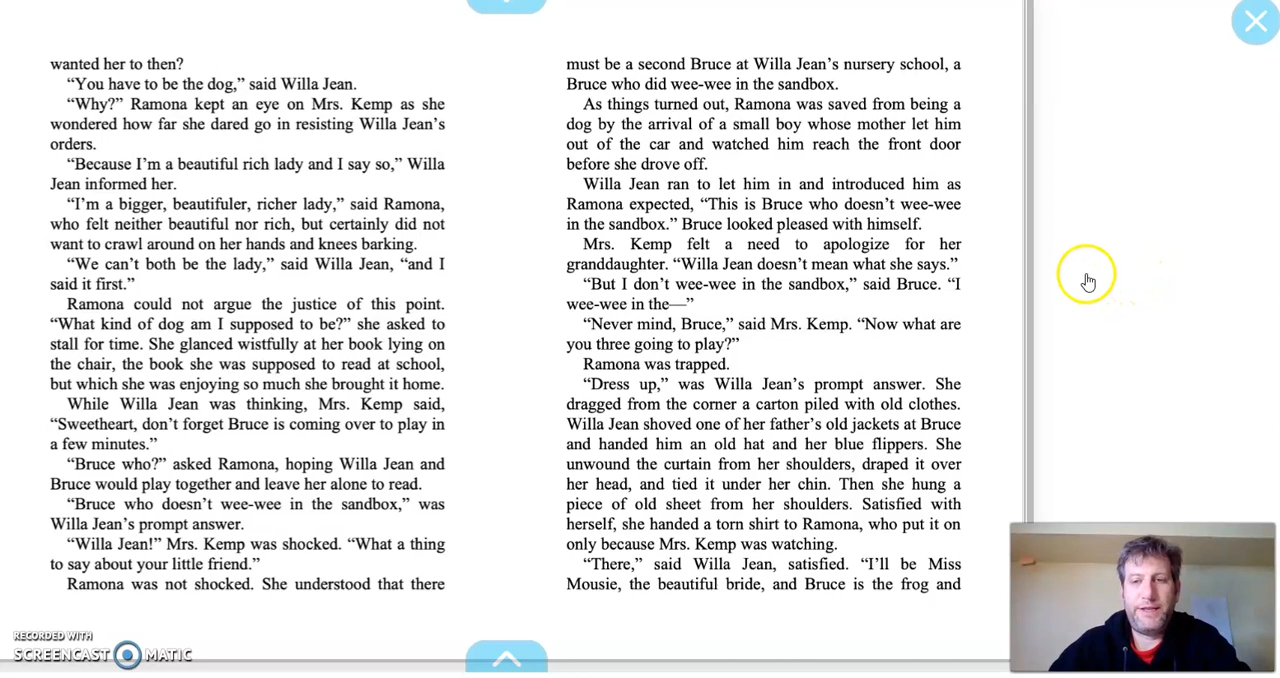 wanted her to then?
“You have to be the dog,” said Willa Jean.
“Why?” Ramona kept an eye on Mrs. Kemp as she
wondered how far she dared go in resisting Willa Jean’s
orders.
“Because I’m a beautiful rich lady and I say so,” Willa
Jean informed her.
“I’m a bigger, beautifuler, richer lady,” said Ramona,
who felt neither beautiful nor rich, but certainly did not
want to crawl around on her hands and knees barking.
“We can’t both be the lady,” said Willa Jean, “and I
said it first.”
Ramona could not argue the justice of this point.
“What kind of dog am I supposed to be?” she asked to
stall for time. She glanced wistfully at her book lying on
the chair, the book she was supposed to read at school,
but which she was enjoying so much she brought it home.
While Willa Jean was thinking, Mrs. Kemp said,
“Sweetheart, don’t forget Bruce is coming over to play in
a few minutes.”
“Bruce who?” asked Ramona, hoping Willa Jean and
Bruce would play together and leave her alone to read.
“Bruce who doesn’t wee-wee in the sandbox,” was
Willa Jean’s prompt answer.
“Willa Jean!” Mrs. Kemp was shocked. “What a thing
to say about your little friend.”
Ramona was not shocked. She understood that there
must be a second Bruce at Willa Jean’s nursery school, a
Bruce who did wee-wee in the sandbox.
As things turned out, Ramona was saved from being a
dog by the arrival of a small boy whose mother let him
out of the car and watched him reach the front door
before she drove off.
Willa Jean ran to let him in and introduced him as
Ramona expected, “This is Bruce who doesn’t wee-wee
in the sandbox.” Bruce looked pleased with himself.
Mrs. Kemp felt a need to apologize for her
granddaughter. “Willa Jean doesn’t mean what she says.”
“But I don’t wee-wee in the sandbox,” said Bruce. “I
wee-wee in the—”
“Never mind, Bruce,” said Mrs. Kemp. “Now what are
you three going to play?”
Ramona was trapped.
“Dress up,” was Willa Jean’s prompt answer. She
dragged from the corner a carton piled with old clothes.
Willa Jean shoved one of her father’s old jackets at Bruce
and handed him an old hat and her blue flippers. She
unwound the curtain from her shoulders, draped it over
her head, and tied it under her chin. Then she hung a
piece of old sheet from her shoulders. Satisfied with
herself, she handed a torn shirt to Ramona, who put it on
only because Mrs. Kemp was watching.
“There,” said Willa Jean, satisfied. “I’ll be Miss
Mousie, the beautiful bride, and Bruce is the frog and
RECORDED WITH
SCREENCAST MATIC